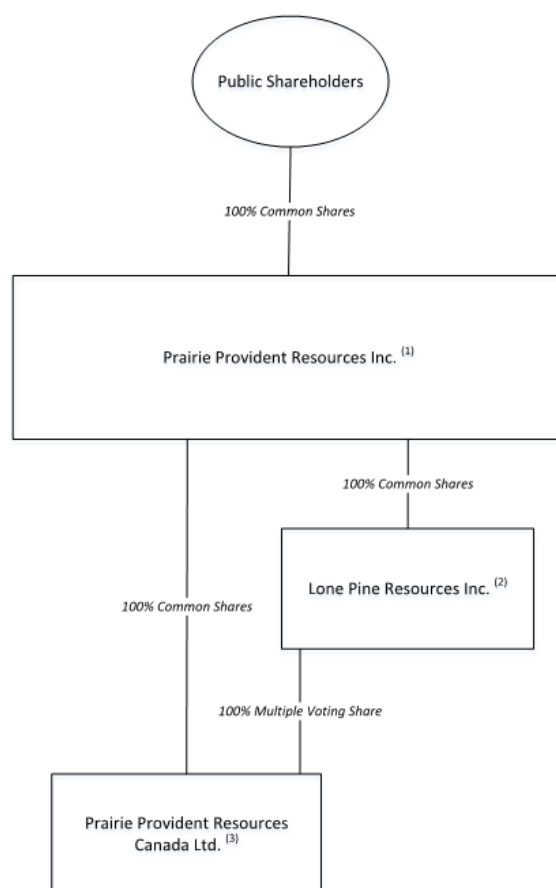 Public Shareholders
100% Common Shares
Prairie Provident Resources Inc. (1)
100% Common Shares
Lone Pine Resources Inc. (2)
100% Common Shares
100% Multiple Voting Share
Prairie Provident Resources
Canada Ltd. (3)